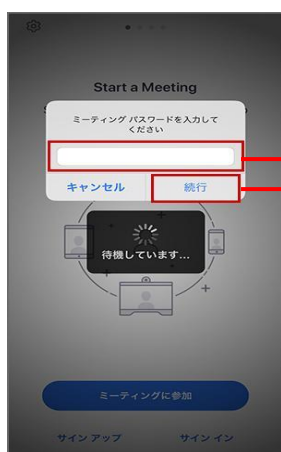 Start a Meeting
ミーティング パスワードを入力して
ください
キャンセル
続行
待機しています...
ミーティングに参加
サイン アップ
サイン イン